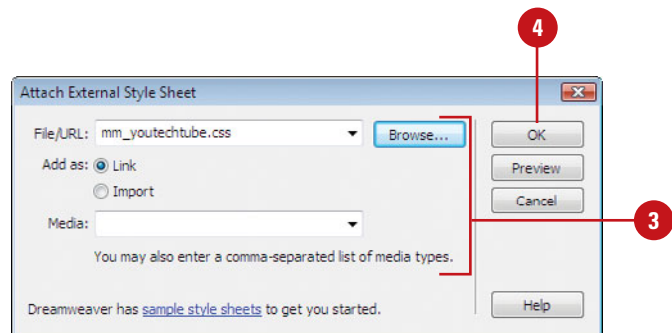 4
Attach External Style Sheet
File/URL: mm_youtechtube.css Browse... OK
Add as: Link Preview
Import Cancel
Media: 3
You may also enter a comma-separated list of media types.
Dreamweaver has sample style sheets to get you started. Help